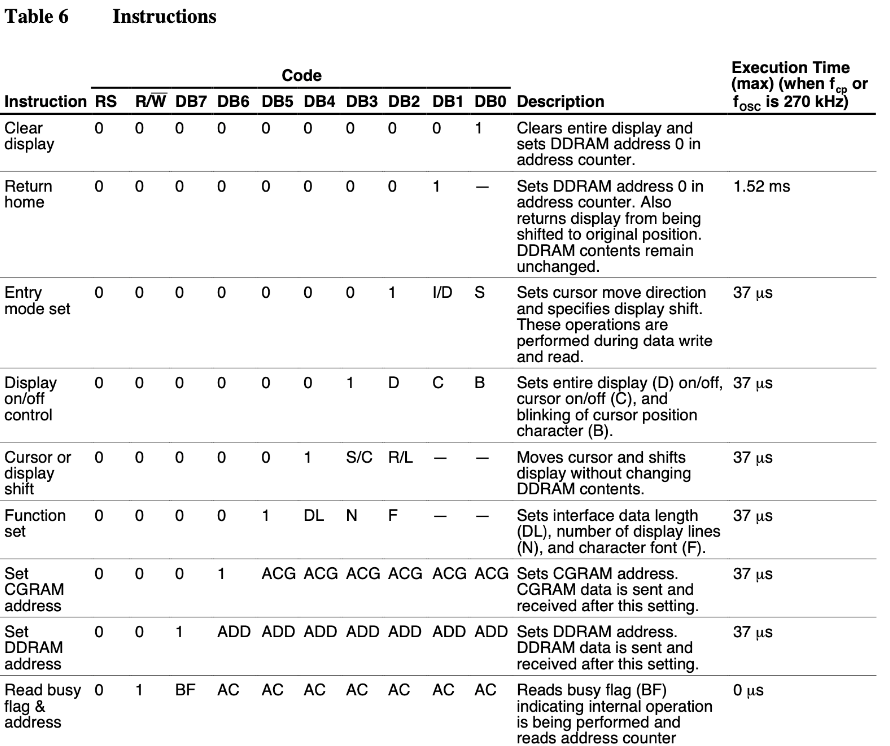 Table 6 Instructions
Code
Execution Time (max) (when fcp or fOSC is 270 kHz)
Instruction RS R/W̅ DB7 DB6 DB5 DB4 DB3 DB2 DB1 DB0 Description
Clear 0 0 0 0 0 0 0 0 0 1 Clears entire display and
display sets DDRAM address 0 in
address counter.
Return 0 0 0 0 0 0 0 0 1 — Sets DDRAM address 0 in 1.52 ms
home address counter. Also
returns display from being
shifted to original position.
DDRAM contents remain
unchanged.
Entry 0 0 0 0 0 0 0 1 I/D S Sets cursor move direction 37 µs
mode set and specifies display shift.
These operations are
performed during data write
and read.
Display 0 0 0 0 0 0 1 D C B Sets entire display (D) on/off, 37 µs
on/off cursor on/off (C), and
control blinking of cursor position
character (B).
Cursor or 0 0 0 0 0 1 S/C R/L — — Moves cursor and shifts 37 µs
display display without changing
shift DDRAM contents.
Function 0 0 0 0 1 DL N F — — Sets interface data length 37 µs
set (DL), number of display lines
(N), and character font (F).
Set 0 0 0 1 ACG ACG ACG ACG ACG ACG Sets CGRAM address. 37 µs
CGRAM CGRAM data is sent and
address received after this setting.
Set 0 0 1 ADD ADD ADD ADD ADD ADD ADD Sets DDRAM address. 37 µs
DDRAM DDRAM data is sent and
address received after this setting.
Read busy 0 1 BF AC AC AC AC AC AC AC Reads busy flag (BF) 0 µs
flag & indicating internal operation
address is being performed and
reads address counter